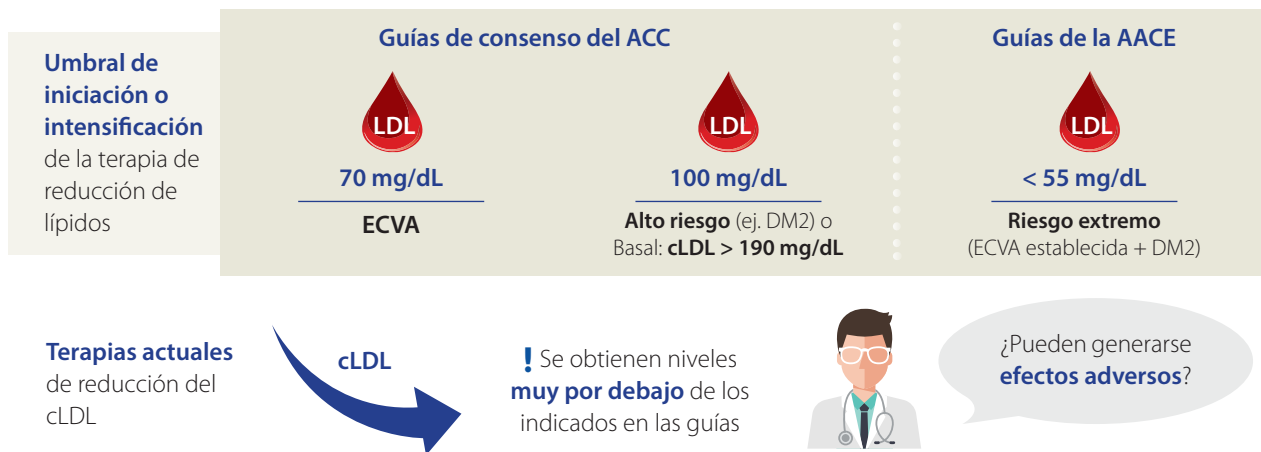 Umbral de
iniciación o
intensificación
de la terapia de
reducción de
lípidos
Guías de consenso del ACC
LDL
70 mg/dL
ECVA
LDL
100 mg/dL
Alto riesgo (ej. DM2) o
Basal: cLDL > 190 mg/dL
Guías de la AACE
LDL
< 55 mg/dL
Riesgo extremo
(ECVA establecida + DM2)
Terapias actuales
de reducción del
cLDL
cLDL
! Se obtienen niveles
muy por debajo de los
indicados en las guías
¿Pueden generarse
efectos adversos?